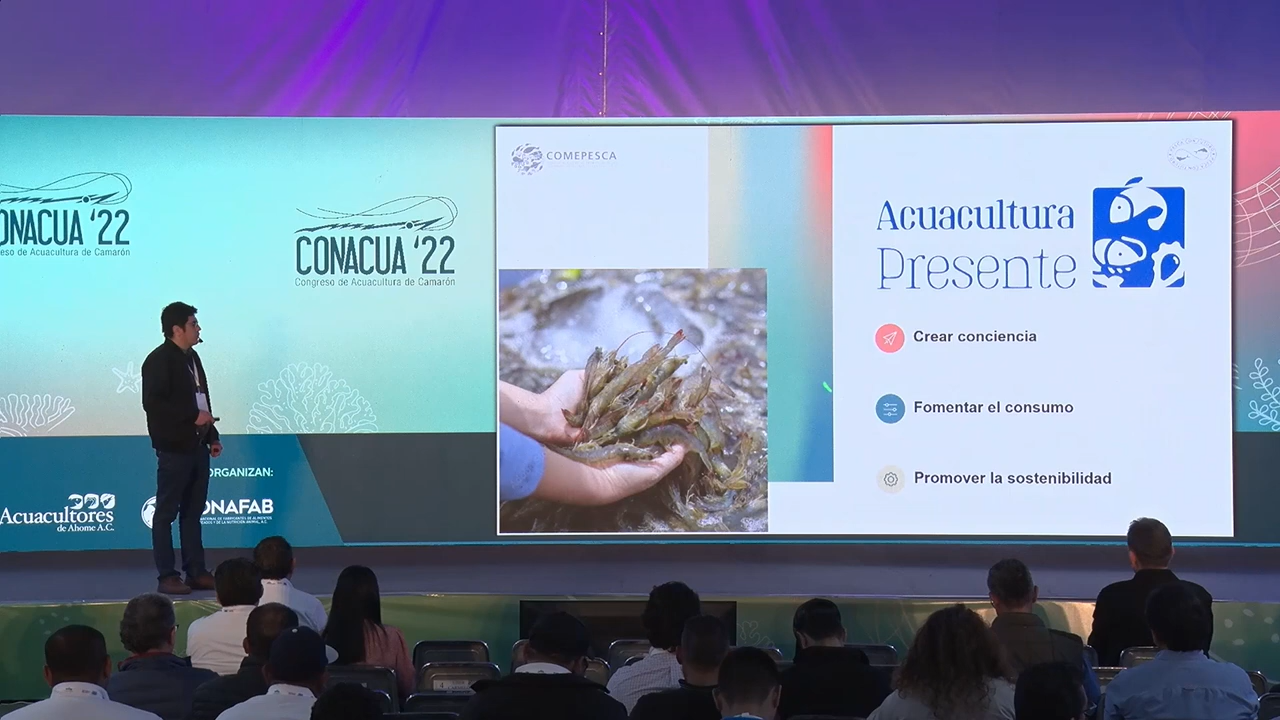 ONACUA '22
eso de Acuacultura de Camarón
CONACUA '22
Congreso de Acuacultura de Camarón
ORGANIZAN:
Acuacultores
de Ahome A.C.
ONAFAB
COMEPESCA
Acuacultura
Presente
Crear conciencia
Fomentar el consumo
Promover la sostenibilidad